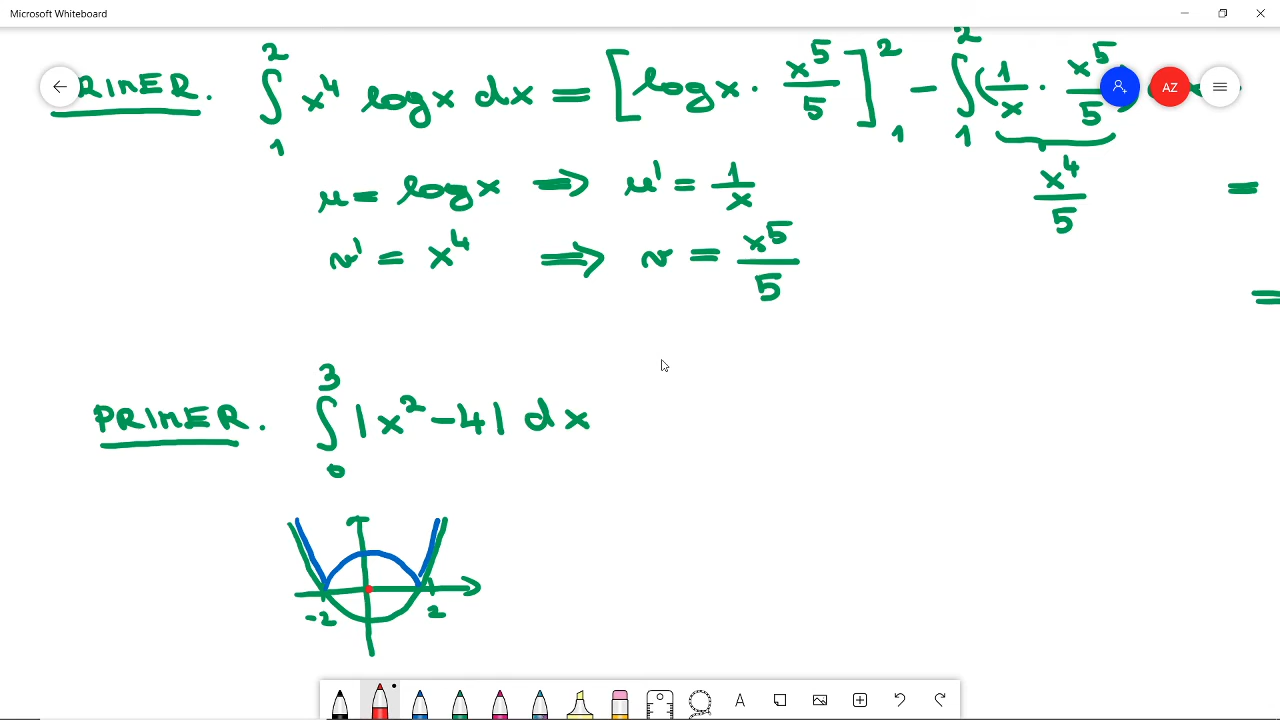 Microsoft Whiteboard
PRIMER. ∫₁² x⁴ log x dx = [log x · x⁵/5]₁² - ∫₁² (1/x · x⁵/5)
AZ
x⁴/5
u = log x ⟹ u' = 1/x =
v' = x⁴ ⟹ v = x⁵/5
=
PRIMER. ∫₀³ |x² - 4| dx
-2 2
A